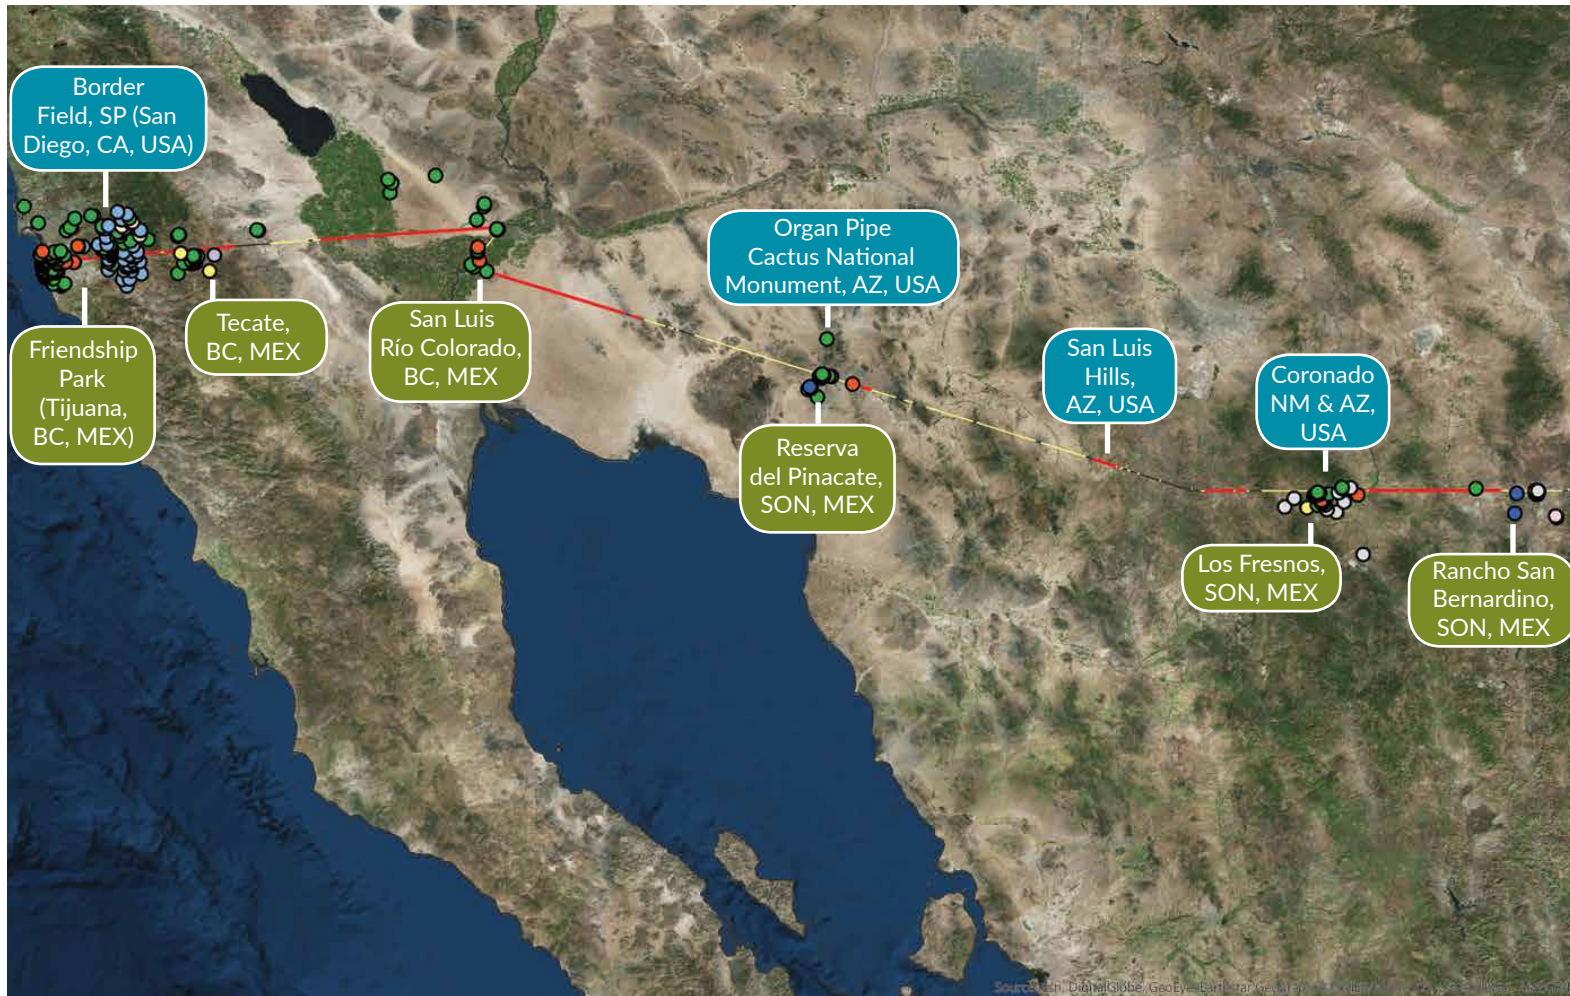 Border
Field, SP (San
Diego, CA, USA)
Friendship
Park
(Tijuana,
BC, MEX)
Tecate,
BC, MEX
San Luis
Río Colorado,
BC, MEX
Organ Pipe
Cactus National
Monument, AZ, USA
Reserva
del Pinacate,
SON, MEX
San Luis
Hills,
AZ, USA
Coronado
NM & AZ,
USA
Los Fresnos,
SON, MEX
Rancho San
Bernardino,
SON, MEX
DigitalGlobe, GeoEye,